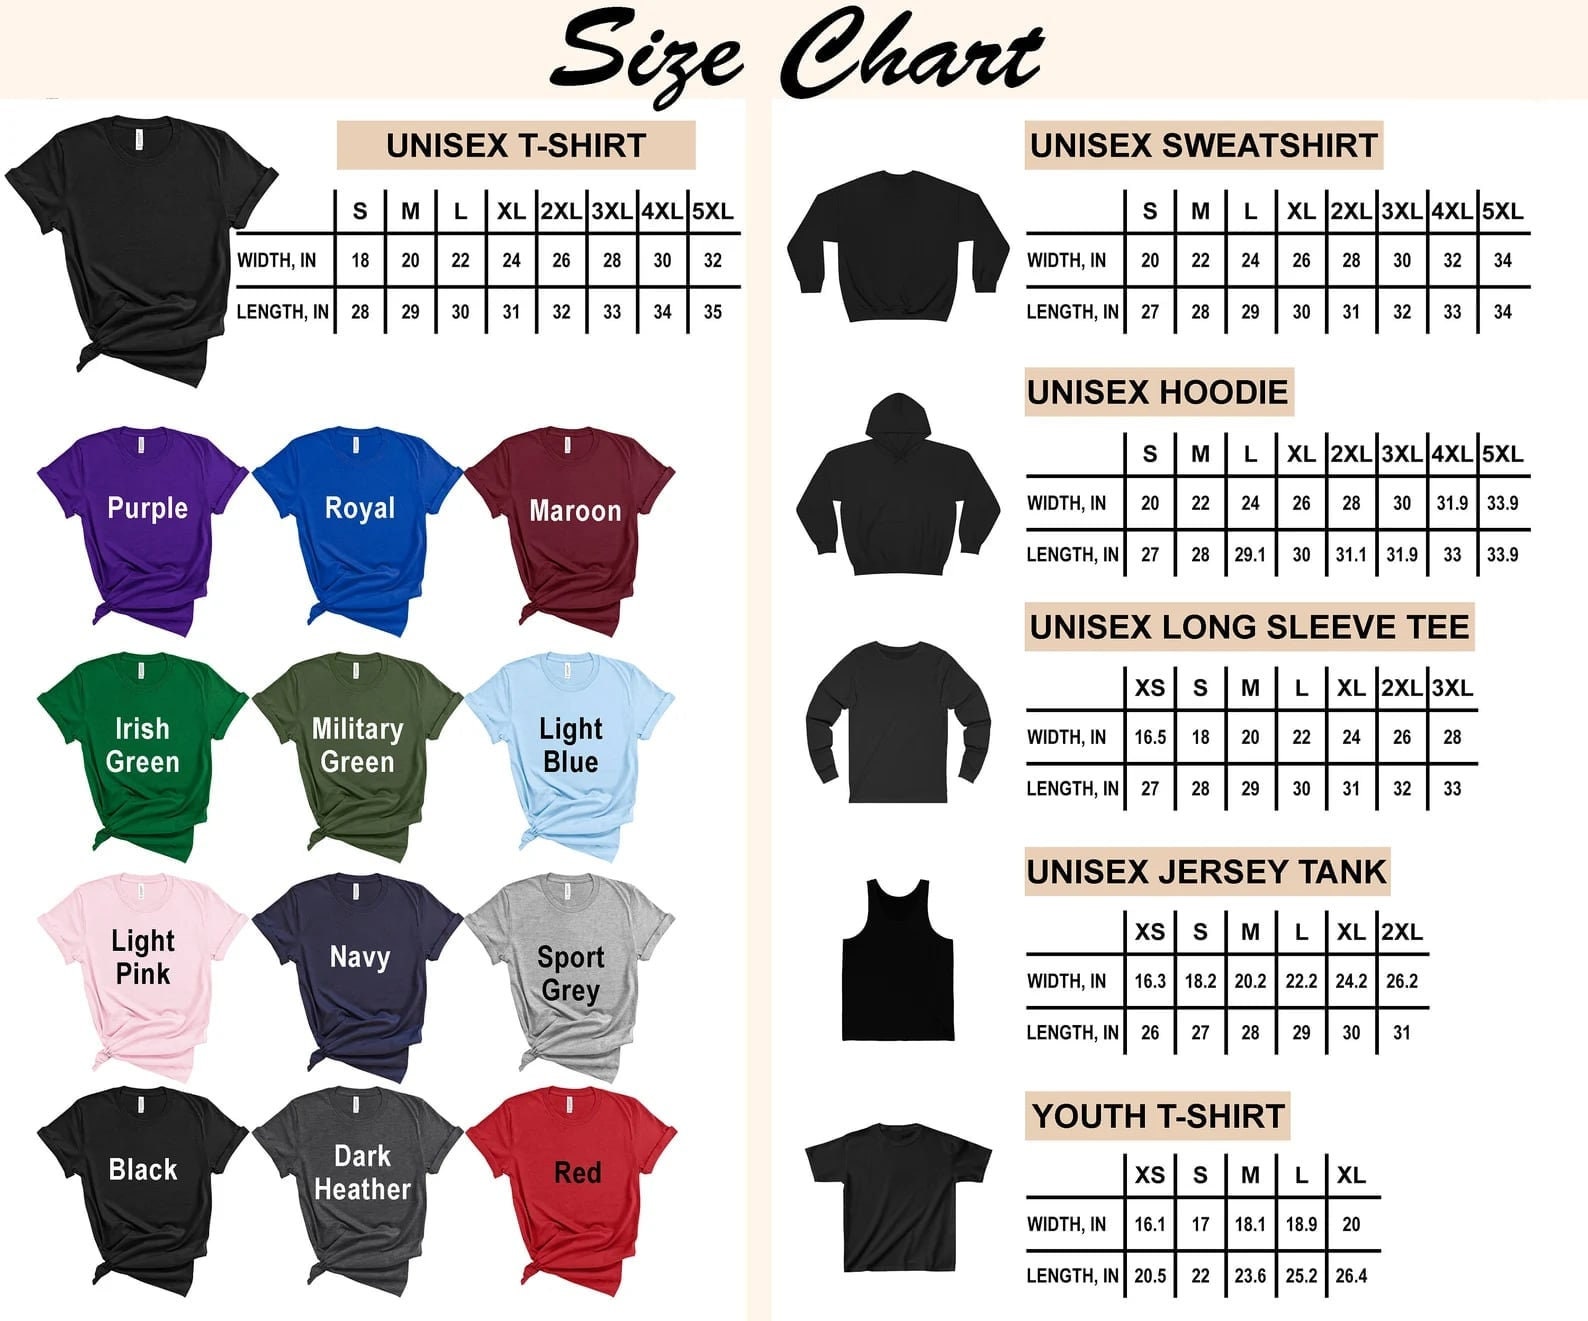 Size Chart
UNISEX T-SHIRT
S M L XL 2XL 3XL 4XL 5XL
WIDTH, IN 18 20 22 24 26 28 30 32
LENGTH, IN 28 29 30 31 32 33 34 35
Purple
Royal
Maroon
Irish
Green
Military
Green
Light
Blue
Light
Pink
Navy
Sport
Grey
Black
Dark
Heather
Red
UNISEX SWEATSHIRT
S M L XL 2XL 3XL 4XL 5XL
WIDTH, IN 20 22 24 26 28 30 32 34
LENGTH, IN 27 28 29 30 31 32 33 34
UNISEX HOODIE
S M L XL 2XL 3XL 4XL 5XL
WIDTH, IN 20 22 24 26 28 30 31.9 33.9
LENGTH, IN 27 28 29.1 30 31.1 31.9 33 33.9
UNISEX LONG SLEEVE TEE
XS S M L XL 2XL 3XL
WIDTH, IN 16.5 18 20 22 24 26 28
LENGTH, IN 27 28 29 30 31 32 33
UNISEX JERSEY TANK
XS S M L XL 2XL
WIDTH, IN 16.3 18.2 20.2 22.2 24.2 26.2
LENGTH, IN 26 27 28 29 30 31
YOUTH T-SHIRT
XS S M L XL
WIDTH, IN 16.1 17 18.1 18.9 20
LENGTH, IN 20.5 22 23.6 25.2 26.4